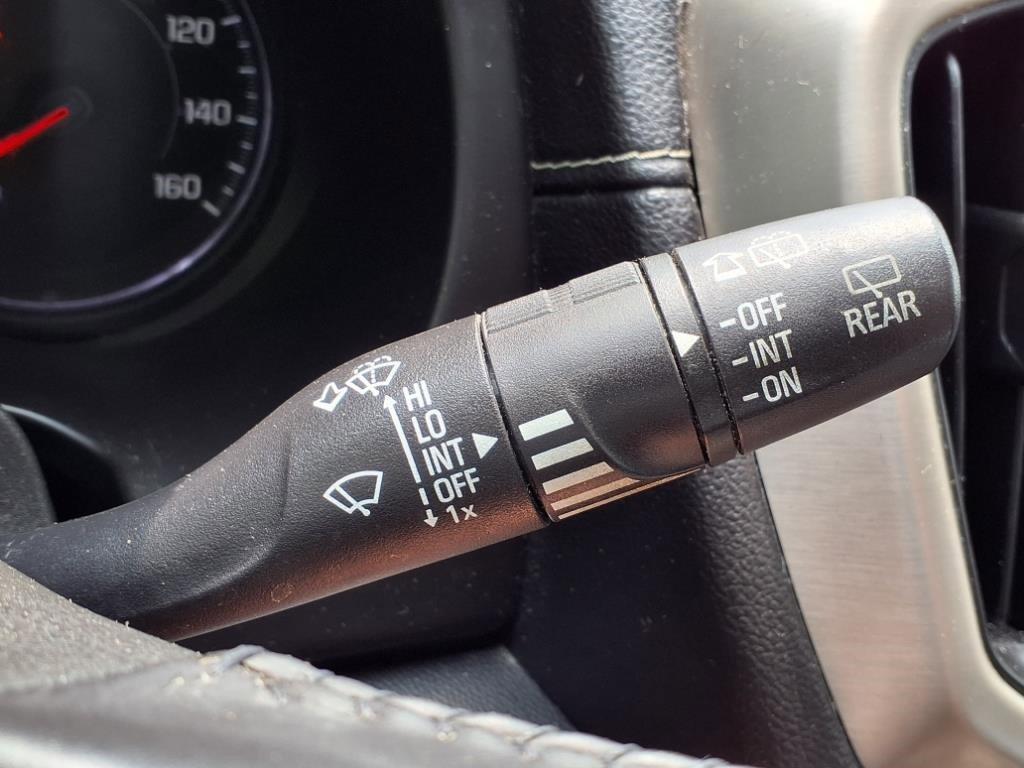 120
140
160
HI
LO
INT
OFF
1x
-OFF
-INT
-ON
REAR